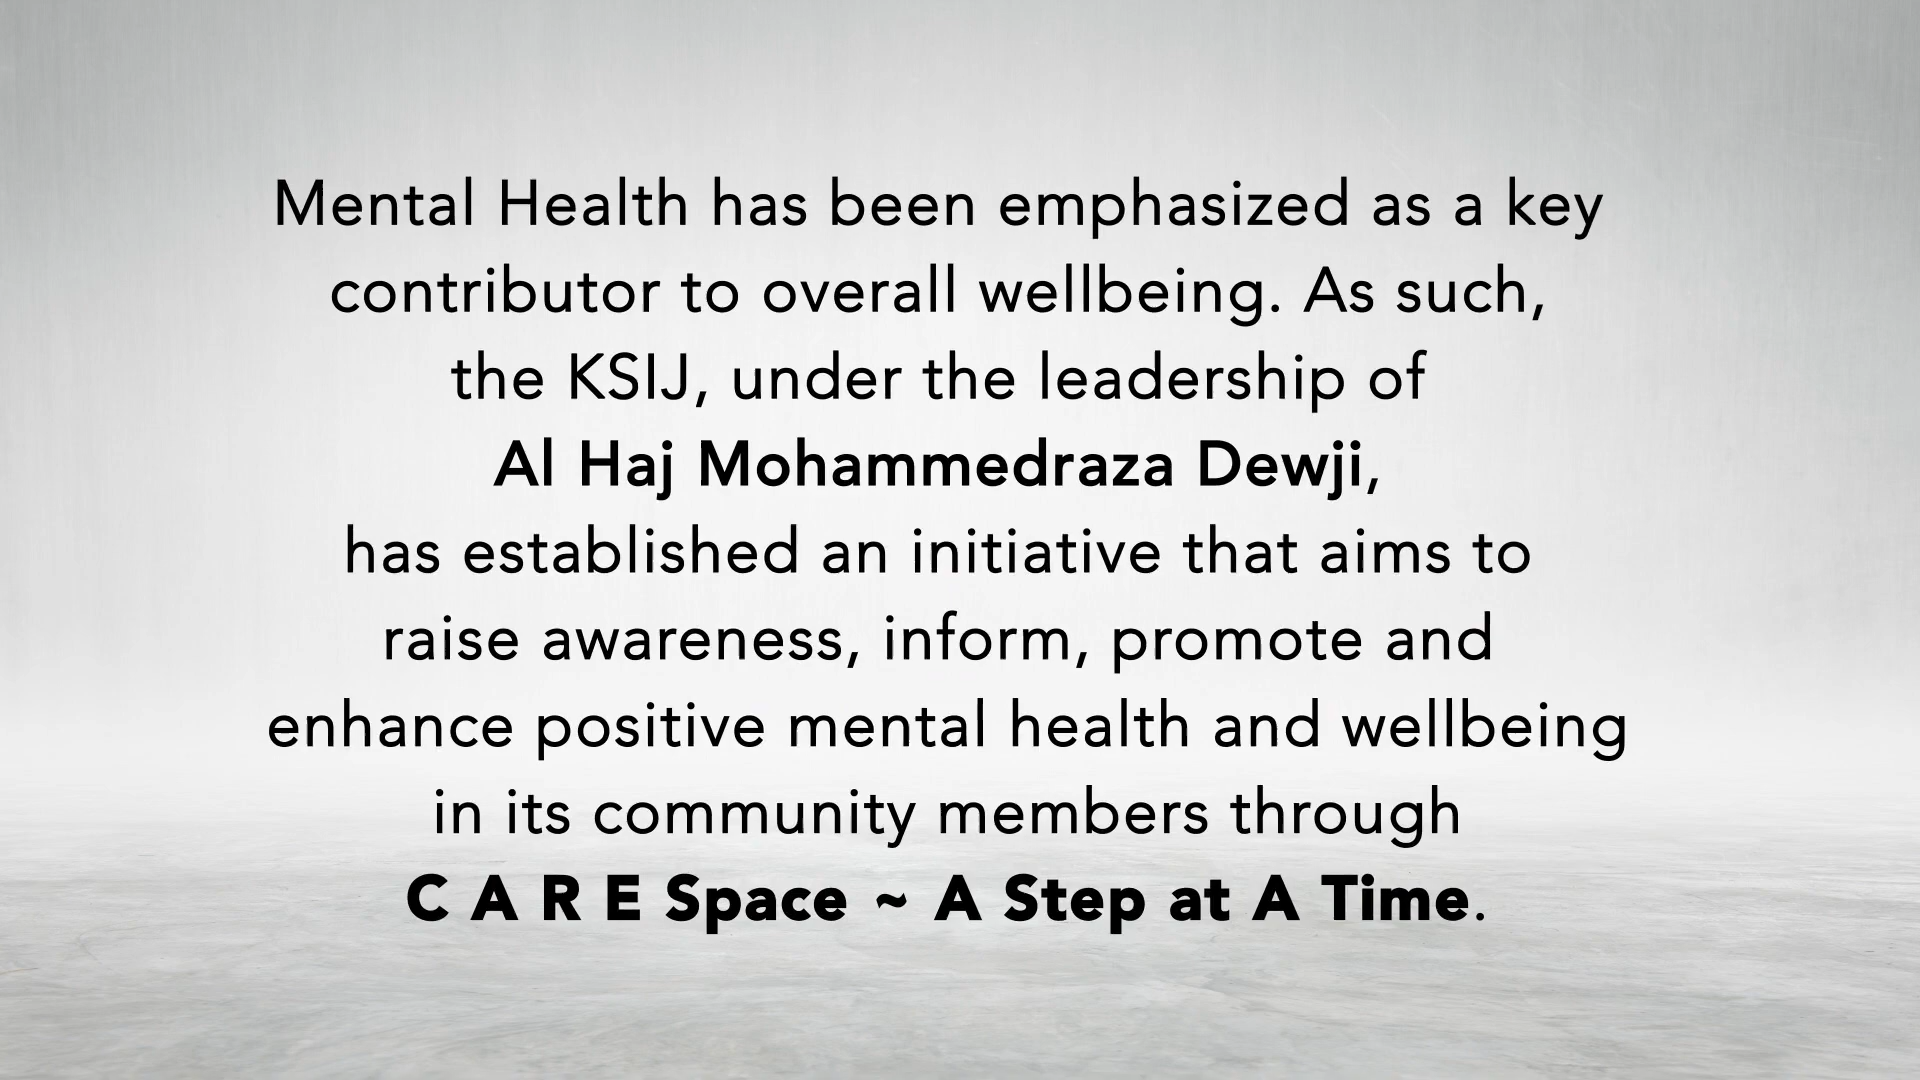 Mental Health has been emphasized as a key
contributor to overall wellbeing. As such,
the KSIJ, under the leadership of
Al Haj Mohammedraza Dewji,
has established an initiative that aims to
raise awareness, inform, promote and
enhance positive mental health and wellbeing
in its community members through
C A R E Space ~ A Step at A Time.